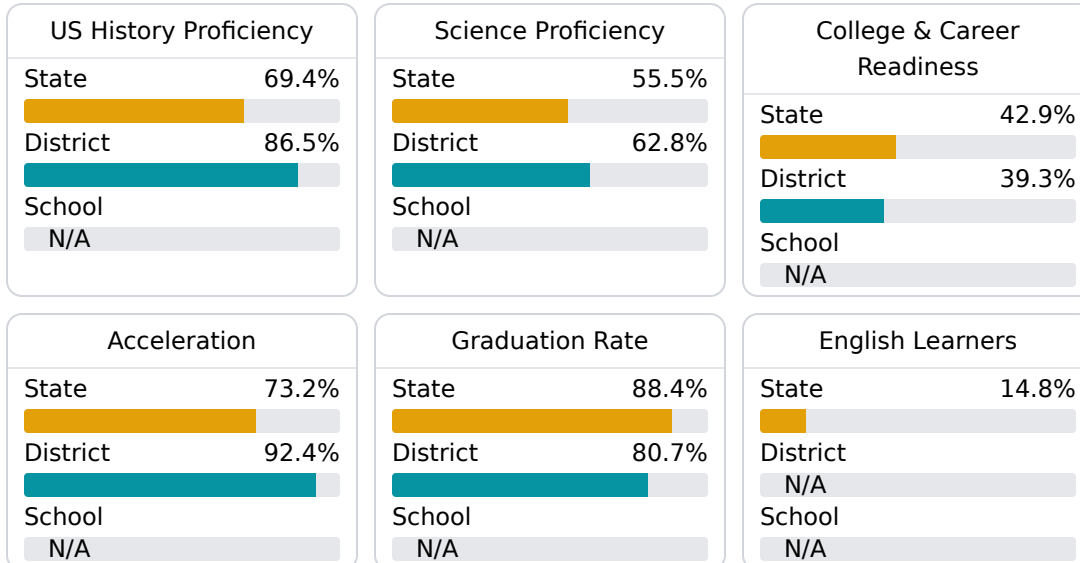 US History Proficiency
State 69.4%
District 86.5%
School
N/A
Science Proficiency
State 55.5%
District 62.8%
School
N/A
College & Career
Readiness
State 42.9%
District 39.3%
School
N/A
Acceleration
State 73.2%
District 92.4%
School
N/A
Graduation Rate
State 88.4%
District 80.7%
School
N/A
English Learners
State 14.8%
District
N/A
School
N/A